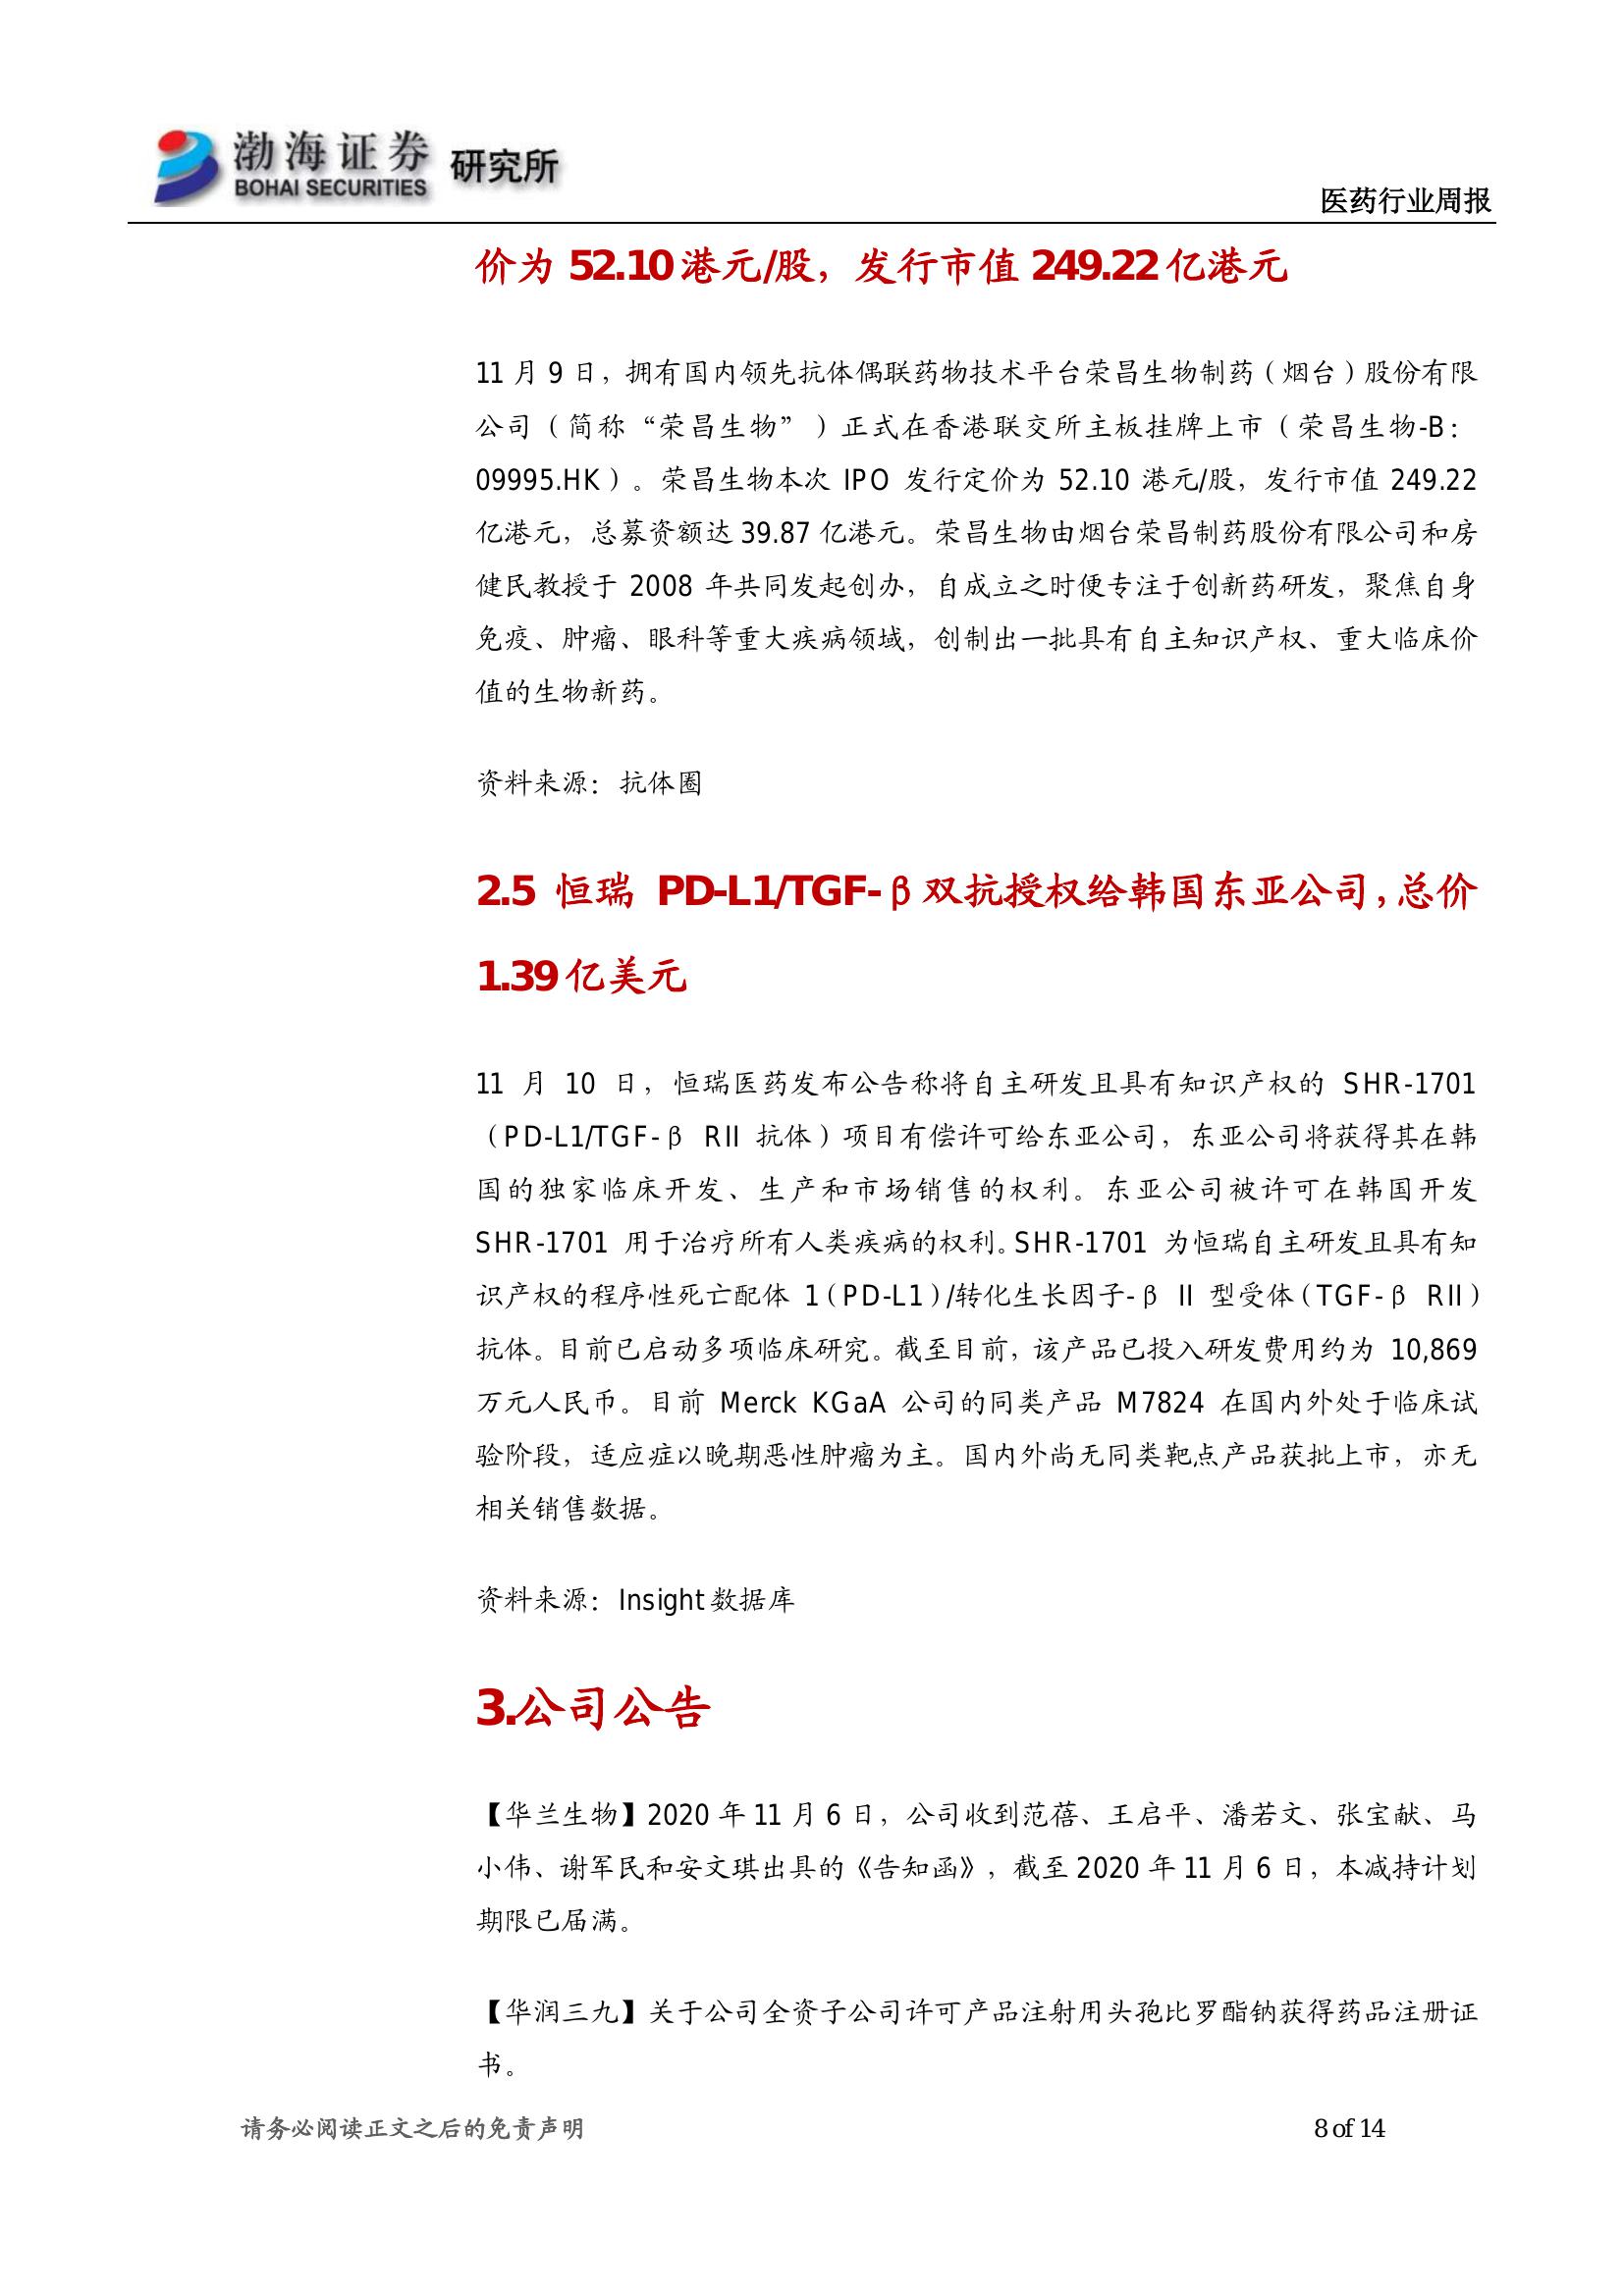 渤海证券 研究所
BOHAI SECURITIES
医药行业周报
价为 52.10 港元/股，发行市值 249.22 亿港元
11 月 9 日，拥有国内领先抗体偶联药物技术平台荣昌生物制药（烟台）股份有限
公司（简称“荣昌生物”）正式在香港联交所主板挂牌上市（荣昌生物-B：
09995.HK）。荣昌生物本次 IPO 发行定价为 52.10 港元/股，发行市值 249.22
亿港元，总募资额达 39.87 亿港元。荣昌生物由烟台荣昌制药股份有限公司和房
健民教授于 2008 年共同发起创办，自成立之时便专注于创新药研发，聚焦自身
免疫、肿瘤、眼科等重大疾病领域，创制出一批具有自主知识产权、重大临床价
值的生物新药。
资料来源：抗体圈
2.5 恒瑞 PD-L1/TGF-β双抗授权给韩国东亚公司，总价
1.39 亿美元
11 月 10 日，恒瑞医药发布公告称将自主研发且具有知识产权的 SHR-1701
（PD-L1/TGF-β RII 抗体）项目有偿许可给东亚公司，东亚公司将获得其在韩
国的独家临床开发、生产和市场销售的权利。东亚公司被许可在韩国开发
SHR-1701 用于治疗所有人类疾病的权利。SHR-1701 为恒瑞自主研发且具有知
识产权的程序性死亡配体 1（PD-L1）/转化生长因子-β II 型受体（TGF-β RII）
抗体。目前已启动多项临床研究。截至目前，该产品已投入研发费用约为 10,869
万元人民币。目前 Merck KGaA 公司的同类产品 M7824 在国内外处于临床试
验阶段，适应症以晚期恶性肿瘤为主。国内外尚无同类靶点产品获批上市，亦无
相关销售数据。
资料来源：Insight 数据库
3.公司公告
【华兰生物】2020 年 11 月 6 日，公司收到范蓓、王启平、潘若文、张宝献、马
小伟、谢军民和安文琪出具的《告知函》，截至 2020 年 11 月 6 日，本减持计划
期限已届满。
【华润三九】关于公司全资子公司许可产品注射用头孢比罗酯钠获得药品注册证
书。
请务必阅读正文之后的免责声明
8 of 14